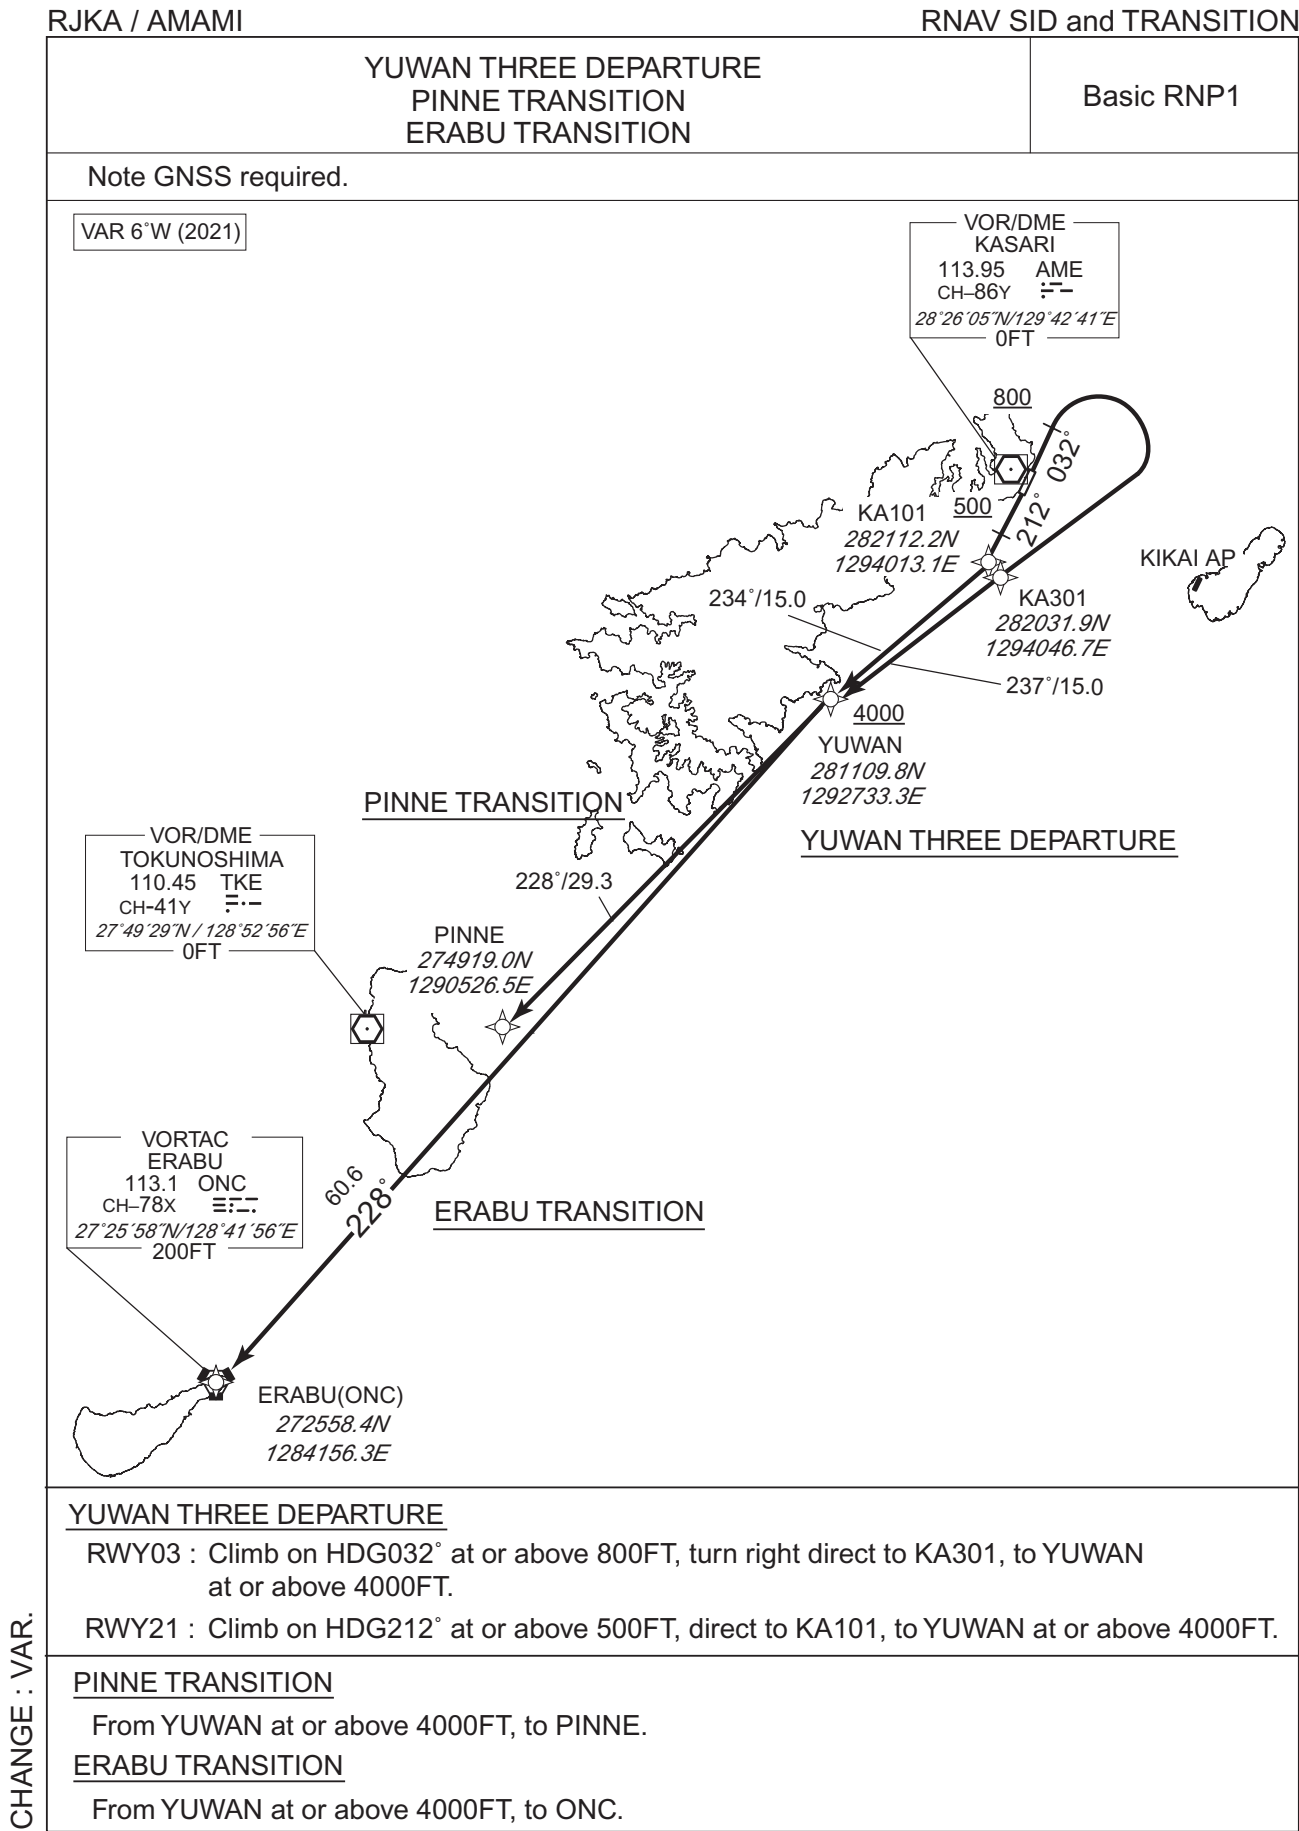 RJKA / AMAMI
RNAV SID and TRANSITION
YUWAN THREE DEPARTURE
PINNE TRANSITION
ERABU TRANSITION
Basic RNP1
Note GNSS required.
VAR 6˚W (2021)
VOR/DME
KASARI
113.95 AME
CH–86Y
28˚26´05˝N/129˚42´41˝E
0FT
800
032˚
500
212˚
KA101
282112.2N
1294013.1E
KIKAI AP
KA301
282031.9N
1294046.7E
234˚/15.0
237˚/15.0
4000
YUWAN
281109.8N
1292733.3E
PINNE TRANSITION
YUWAN THREE DEPARTURE
VOR/DME
TOKUNOSHIMA
110.45 TKE
CH-41Y
27˚49´29˝N / 128˚52´56˝E
0FT
228˚/29.3
PINNE
274919.0N
1290526.5E
VORTAC
ERABU
113.1 ONC
CH–78X
27˚25´58˝N/128˚41´56˝E
200FT
60.6
228˚
ERABU TRANSITION
ERABU(ONC)
272558.4N
1284156.3E
YUWAN THREE DEPARTURE
RWY03 : Climb on HDG032˚ at or above 800FT, turn right direct to KA301, to YUWAN
at or above 4000FT.
RWY21 : Climb on HDG212˚ at or above 500FT, direct to KA101, to YUWAN at or above 4000FT.
PINNE TRANSITION
From YUWAN at or above 4000FT, to PINNE.
ERABU TRANSITION
From YUWAN at or above 4000FT, to ONC.
CHANGE : VAR.